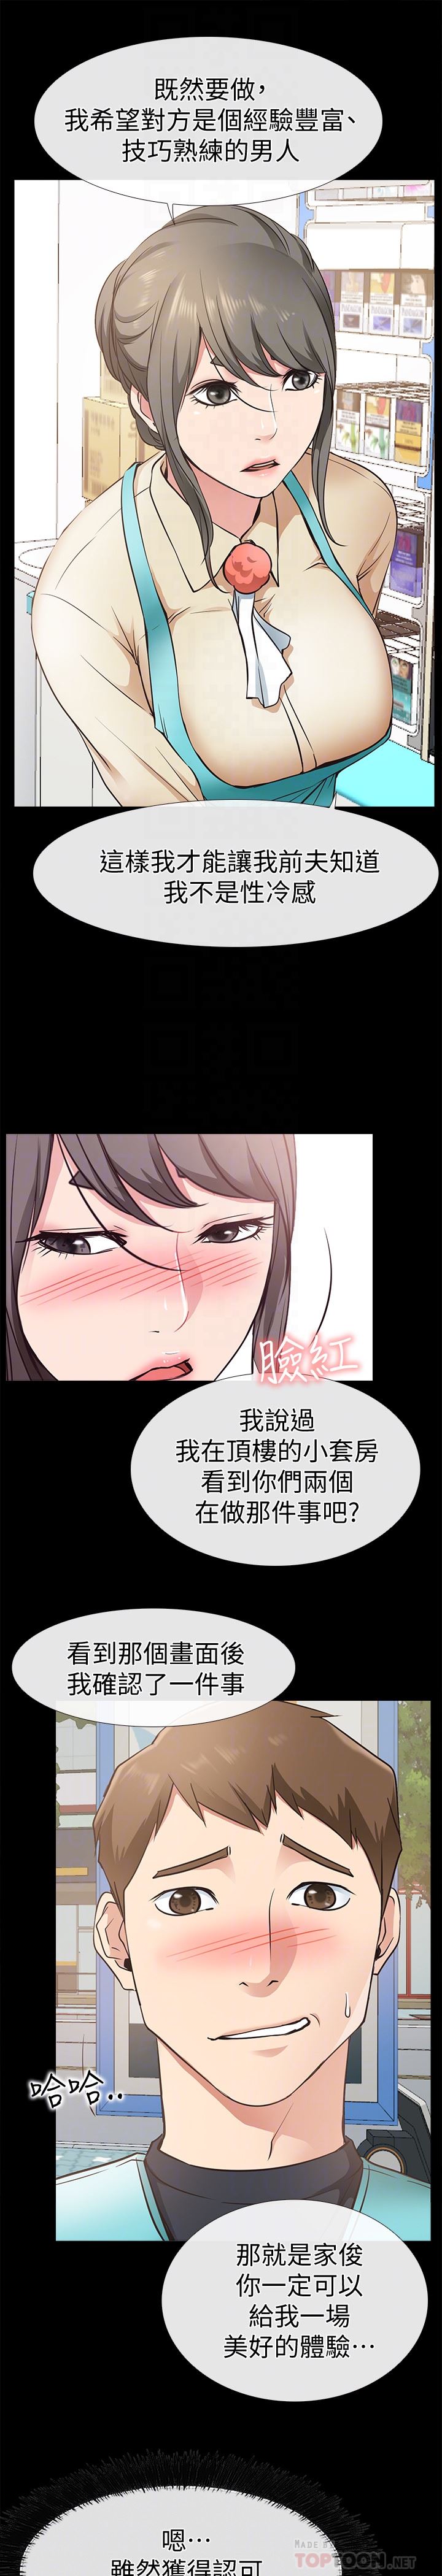 既然要做，
我希望對方是個經驗豐富、
技巧熟練的男人
這樣我才能讓我前夫知道
我不是性冷感
臉紅
我說過
我在頂樓的小套房
看到你們兩個
在做那件事吧?
看到那個畫面後
我確認了一件事
哈哈..
那就是家俊
你一定可以
給我一場
美好的體驗⋯
嗯⋯
雖然獲得認可
MADE BY
TOPTOON.NET